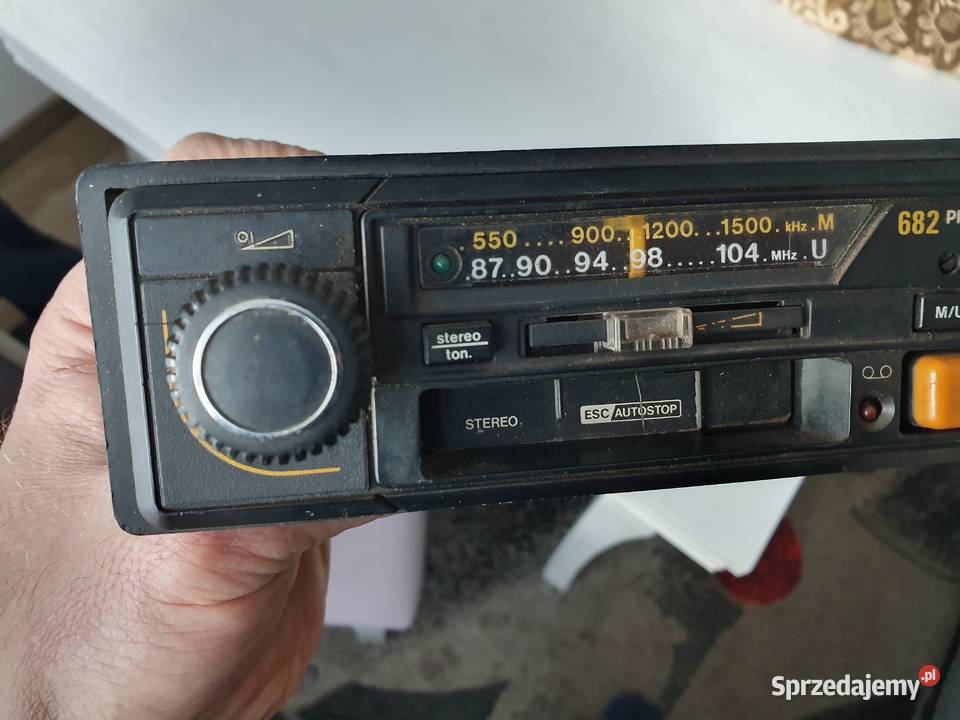 .550....900..1200...1500. kHz . M
.87..90..94..98.....104. MHz . U
682
stereo
ton.
M/U
STEREO
ESC AUTOSTOP
Sprzedajemy.pl